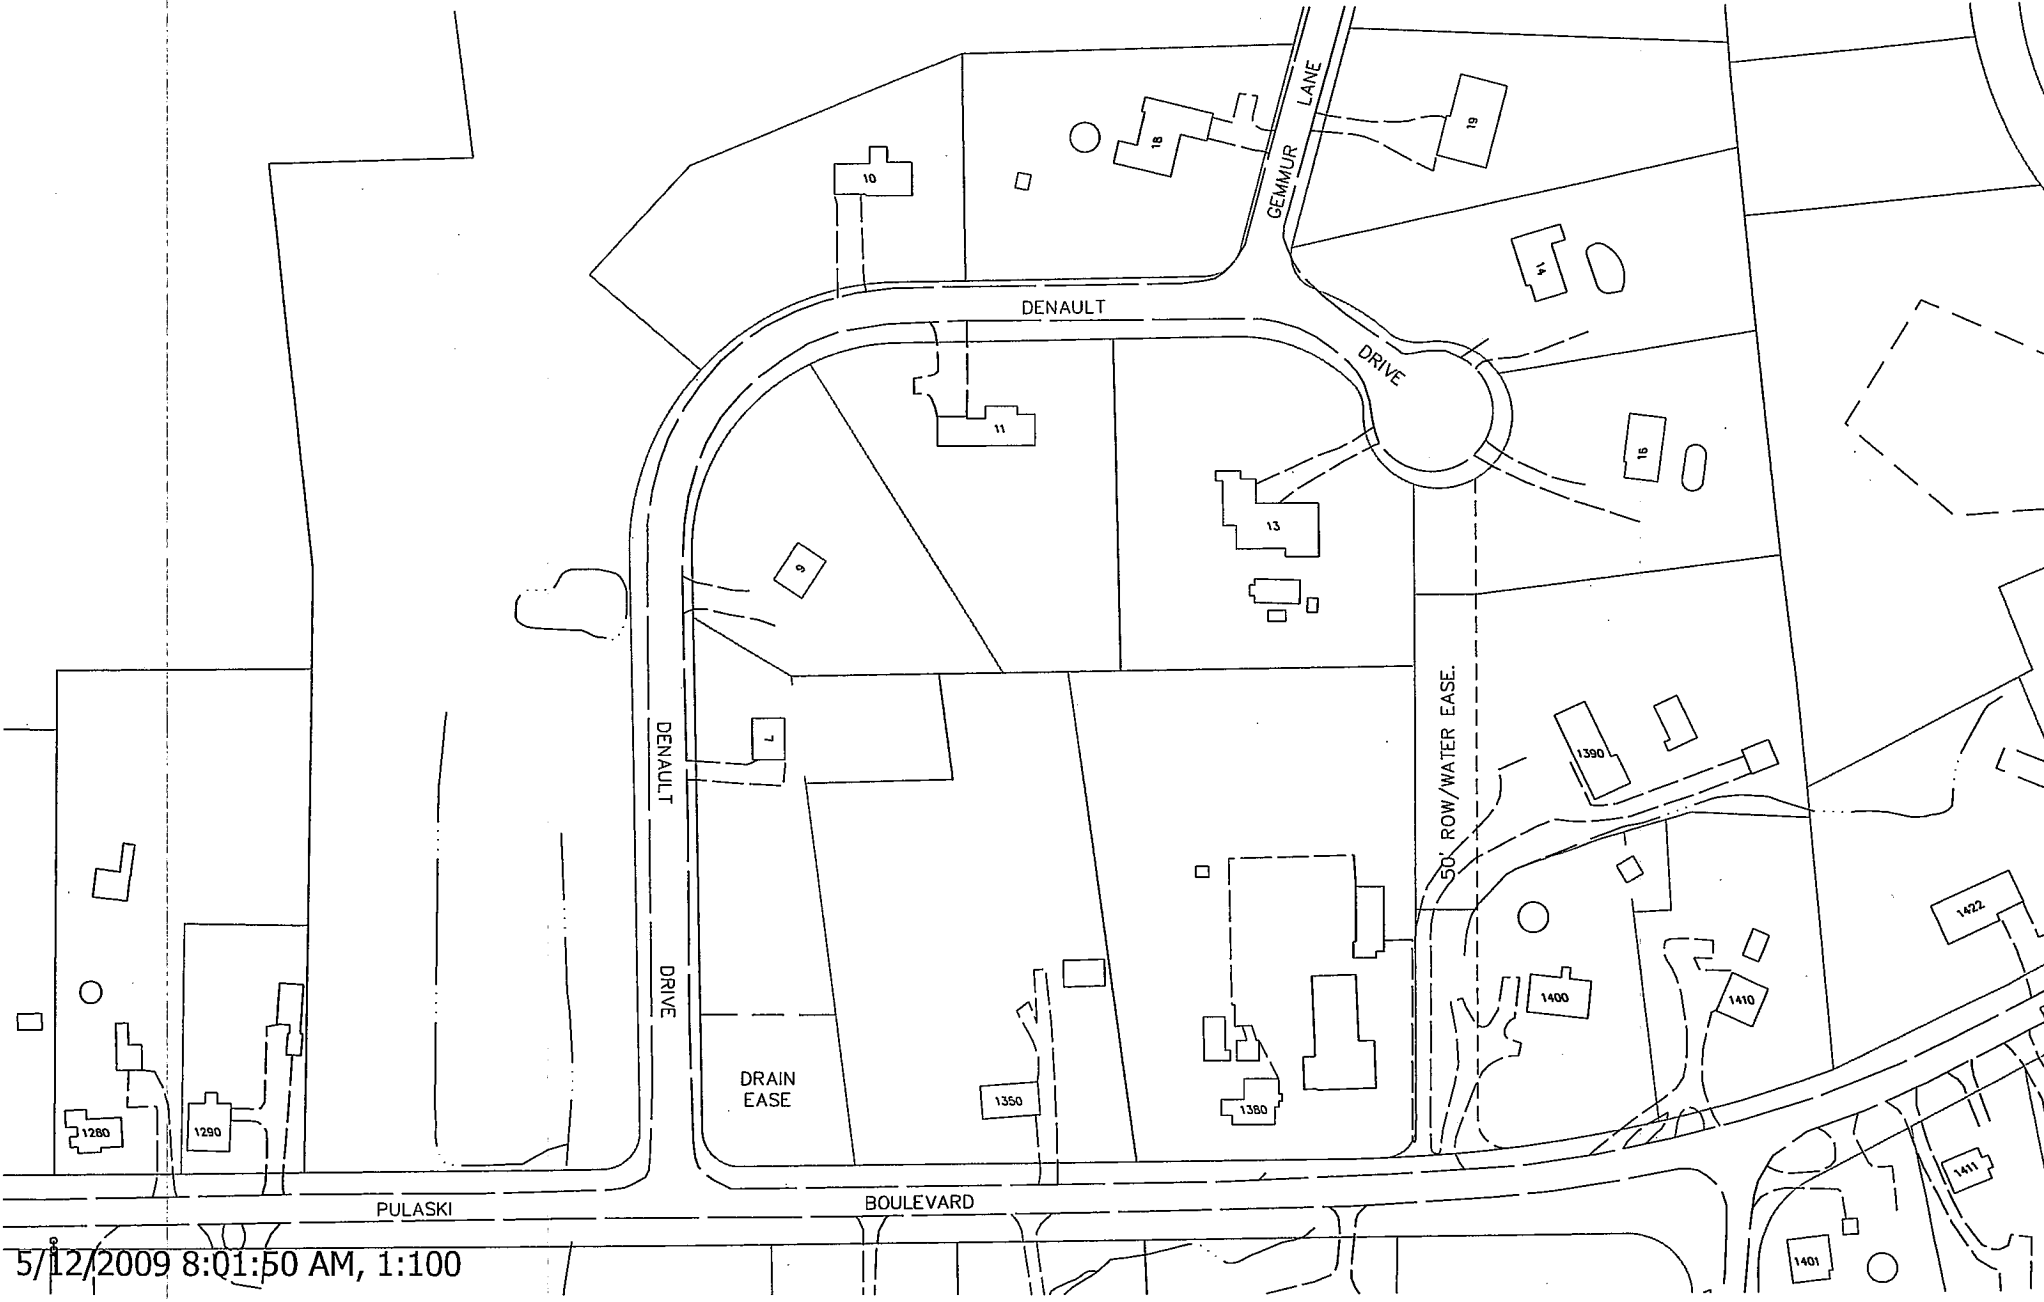 GEMMUR LANE
18
19
10
14
DENAULT
DRIVE
11
16
13
9
50' ROW/WATER EASE.
7
DENAULT
DRIVE
1390
1422
1400
1410
DRAIN
EASE
1350
1380
1280
1290
1411
PULASKI
BOULEVARD
1401
5/12/2009 8:01:50 AM, 1:100